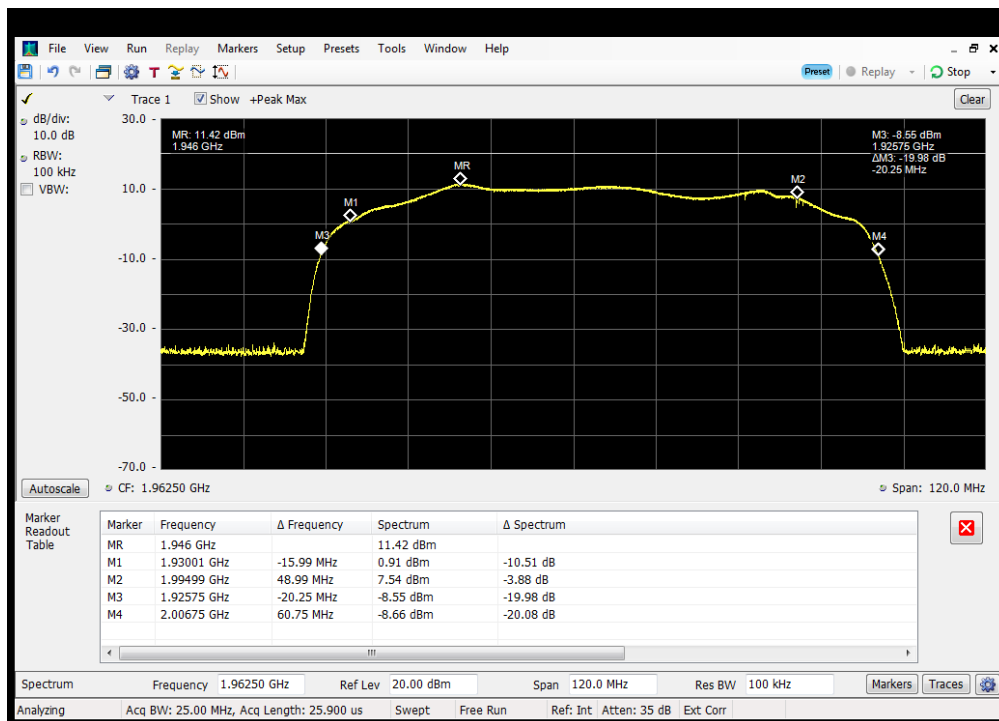 File View Run Replay Markers Setup Presets Tools Window Help
T Preset Replay Stop
Trace 1 Show +Peak Max Clear
dB/div:
10.0 dB
RBW:
100 kHz
VBW:
30.0
10.0
-10.0
-30.0
-50.0
-70.0
MR: 11.42 dBm
1.946 GHz
M3: -8.55 dBm
1.92575 GHz
ΔM3: -19.98 dB
-20.25 MHz
MR
M1
M2
M3
M4
Autoscale CF: 1.96250 GHz Span: 120.0 MHz
Marker
Readout
Table
Marker Frequency Δ Frequency Spectrum Δ Spectrum
MR 1.946 GHz 11.42 dBm
M1 1.93001 GHz -15.99 MHz 0.91 dBm -10.51 dB
M2 1.99499 GHz 48.99 MHz 7.54 dBm -3.88 dB
M3 1.92575 GHz -20.25 MHz -8.55 dBm -19.98 dB
M4 2.00675 GHz 60.75 MHz -8.66 dBm -20.08 dB
Spectrum Frequency 1.96250 GHz Ref Lev 20.00 dBm Span 120.0 MHz Res BW 100 kHz Markers Traces
Analyzing Acq BW: 25.00 MHz, Acq Length: 25.900 us Swept Free Run Ref: Int Atten: 35 dB Ext Corr